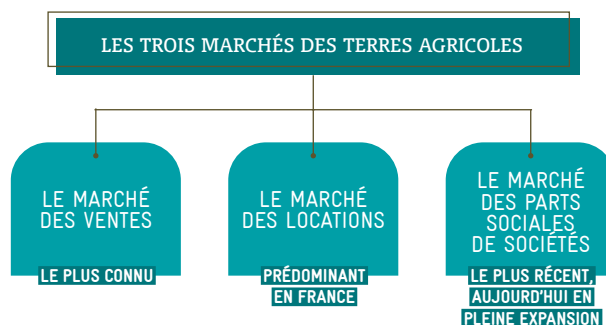 LES TROIS MARCHÉS DES TERRES AGRICOLES
LE MARCHÉ
DES VENTES
LE PLUS CONNU
LE MARCHÉ
DES LOCATIONS
PRÉDOMINANT
EN FRANCE
LE MARCHÉ
DES PARTS
SOCIALES
DE SOCIÉTÉS
LE PLUS RÉCENT,
AUJOURD'HUI EN
PLEINE EXPANSION